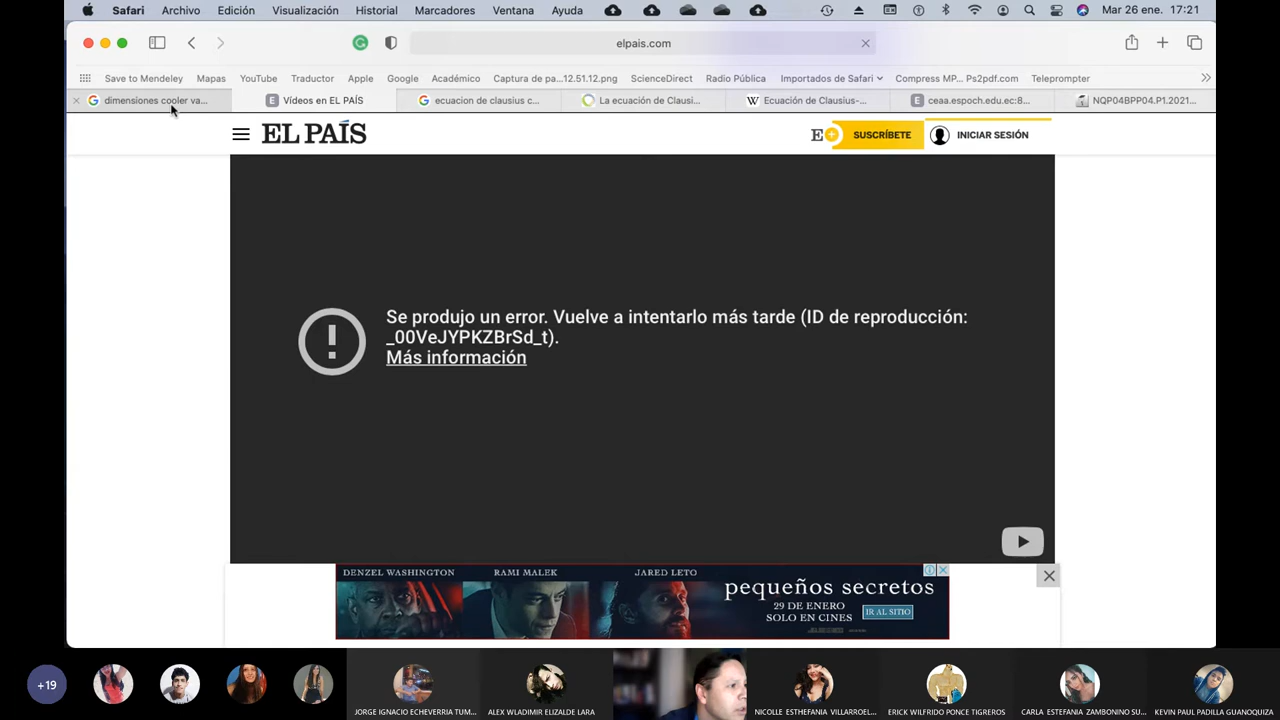 Safari Archivo Edición Visualización Historial Marcadores Ventana Ayuda Mar 26 ene. 17:21
elpais.com
Save to Mendeley Mapas YouTube Traductor Apple Google Académico Captura de pa...12.51.12.png ScienceDirect Radio Pública Importados de Safari Compress MP... Ps2pdf.com Teleprompter
dimensiones cooler va... Vídeos en EL PAÍS ecuacion de clausius c... La ecuación de Clausi... Ecuación de Clausius-... ceaa.espoch.edu.ec:8... NQP04BPP04.P1.2021...
EL PAÍS E+ SUSCRÍBETE INICIAR SESIÓN
Se produjo un error. Vuelve a intentarlo más tarde (ID de reproducción:
_00VeJYPKZBrSd_t).
Más información
DENZEL WASHINGTON RAMI MALEK JARED LETO
pequeños secretos
29 DE ENERO
SOLO EN CINES
IR AL SITIO
+19
JORGE IGNACIO ECHEVERRIA TUM... ALEX WLADIMIR ELIZALDE LARA NICOLLE ESTHEFANIA VILLARROEL... ERICK WILFRIDO PONCE TIGREROS CARLA ESTEFANIA ZAMBONINO SU... KEVIN PAUL PADILLA GUANOQUIZA